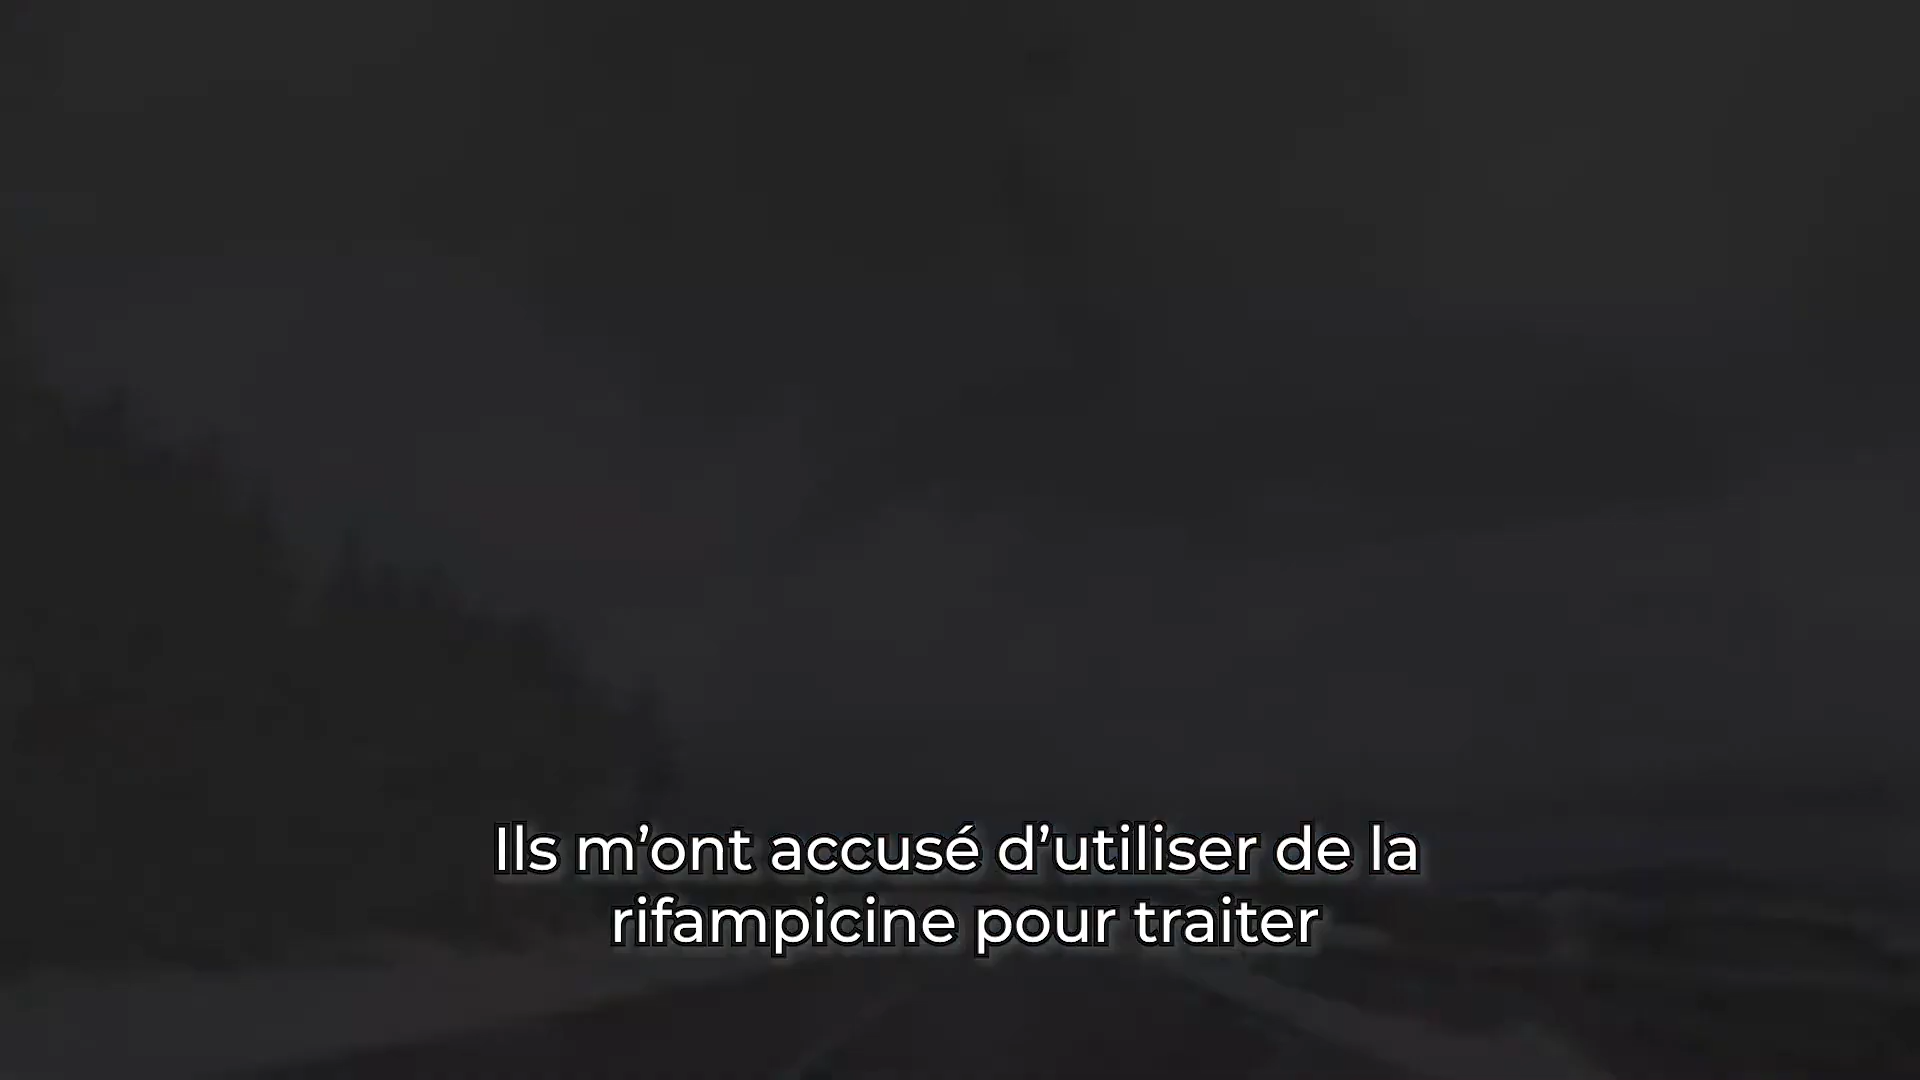 Ils m’ont accusé d’utiliser de la
rifampicine pour traiter